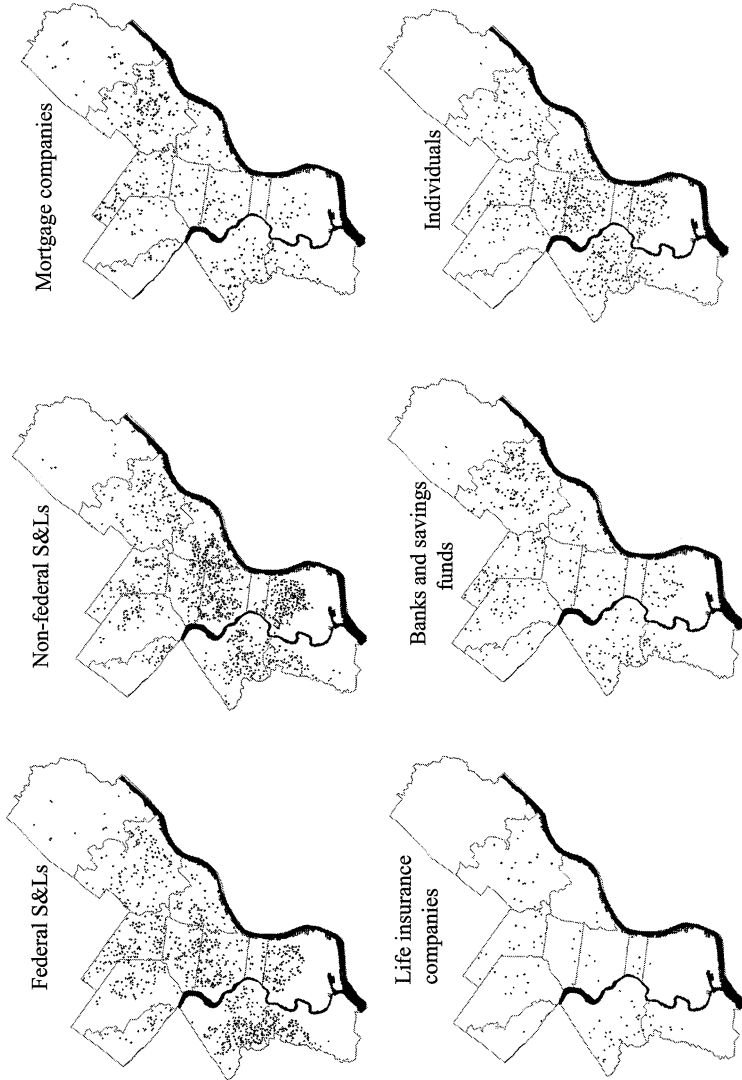 Federal S&Ls
Non-federal S&Ls
Mortgage companies
Life insurance
companies
Banks and savings
funds
Individuals